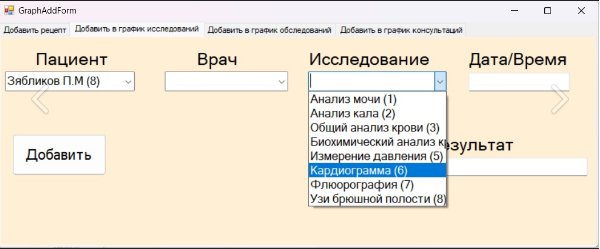 GraphAddForm
Добавить рецепт Добавить в график исследований Добавить в график обследований Добавить в график консультаций
Пациент Врач Исследование Дата/Время
Зябликов П.М (8)
Анализ мочи (1)
Анализ кала (2)
Общий анализ крови (3)
Биохимический анализ кр
Измерение давления (5)
Кардиограмма (6)
Флюорография (7)
Узи брюшной полости (8)
Добавить
езультат